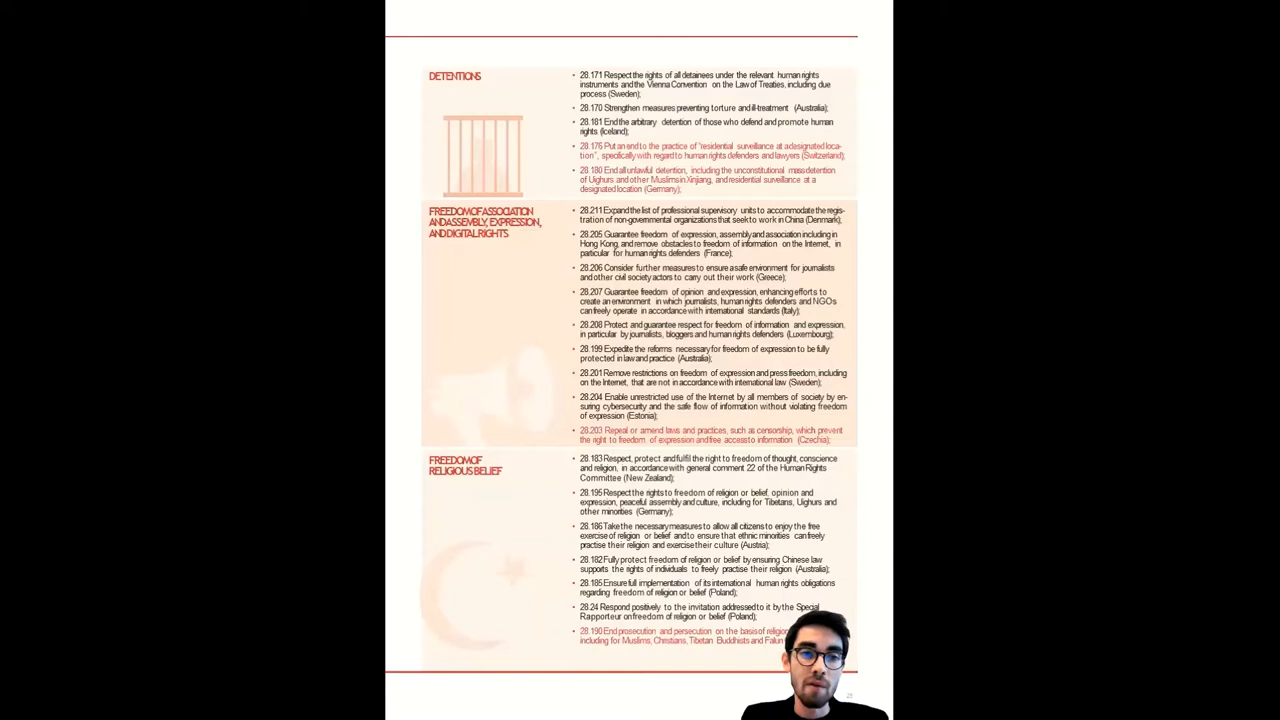 DETENTIONS
28.171 Respect the rights of all detainees under the relevant human rights
instruments and the Vienna Convention on the Law of Treaties, including due
process (Sweden);
28.170 Strengthen measures preventing torture and ill-treatment (Australia);
28.181 End the arbitrary detention of those who defend and promote human
rights (Iceland);
28.176 Put an end to the practice of "residential surveillance at a designated loca-
tion", specifically with regard to human rights defenders and lawyers (Switzerland);
28.180 End all unlawful detention, including the unconstitutional mass detention
of Uighurs and other Muslims in Xinjiang, and residential surveillance at a
designated location (Germany);
FREEDOM OF ASSOCIATION
AND ASSEMBLY, EXPRESSION,
AND DIGITAL RIGHTS
28.211 Expand the list of professional supervisory units to accommodate the regis-
tration of non-governmental organizations that seek to work in China (Denmark);
28.205 Guarantee freedom of expression, assembly and association including in
Hong Kong, and remove obstacles to freedom of information on the Internet, in
particular for human rights defenders (France);
28.206 Consider further measures to ensure a safe environment for journalists
and other civil society actors to carry out their work (Greece);
28.207 Guarantee freedom of opinion and expression, enhancing efforts to
create an environment in which journalists, human rights defenders and NGOs
can freely operate in accordance with international standards (Italy);
28.208 Protect and guarantee respect for freedom of information and expression,
in particular by journalists, bloggers and human rights defenders (Luxembourg);
28.199 Expedite the reforms necessary for freedom of expression to be fully
protected in law and practice (Australia);
28.201 Remove restrictions on freedom of expression and press freedom, including
on the Internet, that are not in accordance with international law (Sweden);
28.204 Enable unrestricted use of the Internet by all members of society by en-
suring cybersecurity and the safe flow of information without violating freedom
of expression (Estonia);
28.203 Repeal or amend laws and practices, such as censorship, which prevent
the right to freedom of expression and free access to information (Czechia);
FREEDOM OF
RELIGIOUS BELIEF
28.183 Respect, protect and fulfil the right to freedom of thought, conscience
and religion, in accordance with general comment 22 of the Human Rights
Committee (New Zealand);
28.195 Respect the rights to freedom of religion or belief, opinion and
expression, peaceful assembly and culture, including for Tibetans, Uighurs and
other minorities (Germany);
28.186 Take the necessary measures to allow all citizens to enjoy the free
exercise of religion or belief and to ensure that ethnic minorities can freely
practise their religion and exercise their culture (Austria);
28.182 Fully protect freedom of religion or belief by ensuring Chinese law
supports the rights of individuals to freely practise their religion (Australia);
28.185 Ensure full implementation of its international human rights obligations
regarding freedom of religion or belief (Poland);
28.24 Respond positively to the invitation addressed to it by the Special
Rapporteur on freedom of religion or belief (Poland);
28.190 End prosecution and persecution on the basis of religion
including for Muslims, Christians, Tibetan Buddhists and Falun